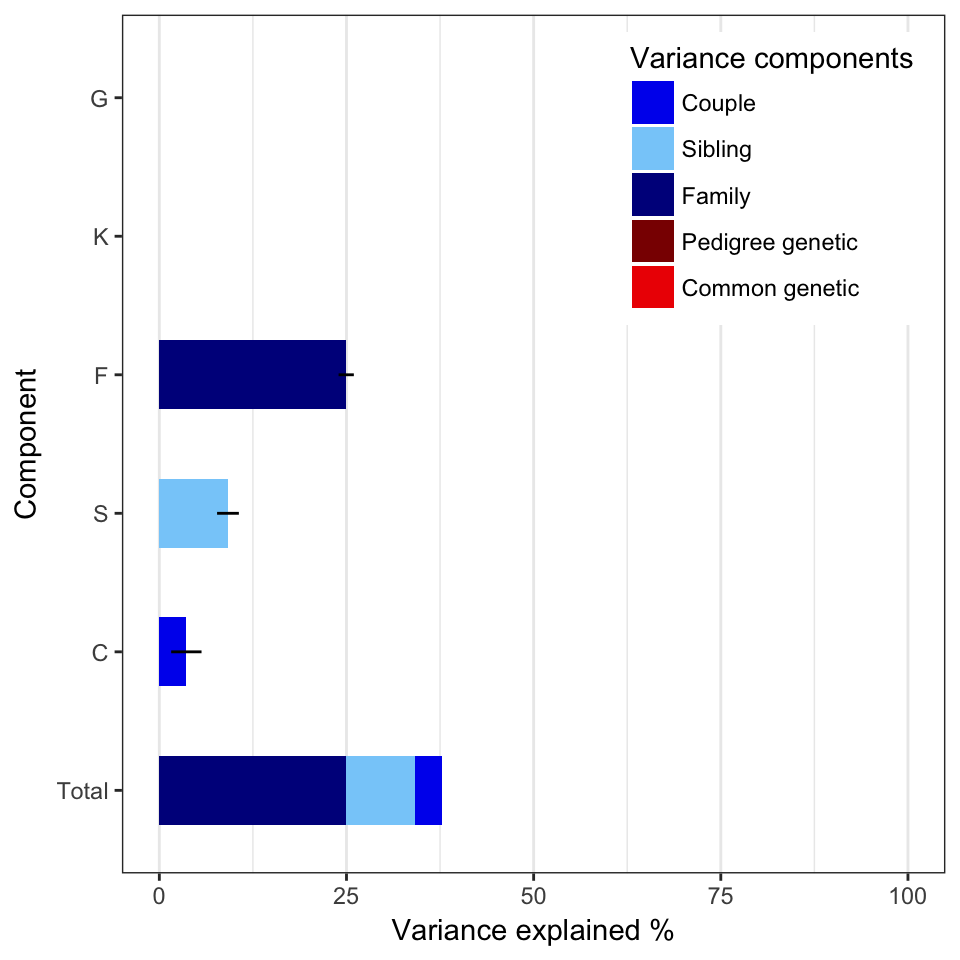 Variance components
Couple
Sibling
Family
Pedigree genetic
Common genetic
G
K
F
S
C
Total
Component
0 25 50 75 100
Variance explained %